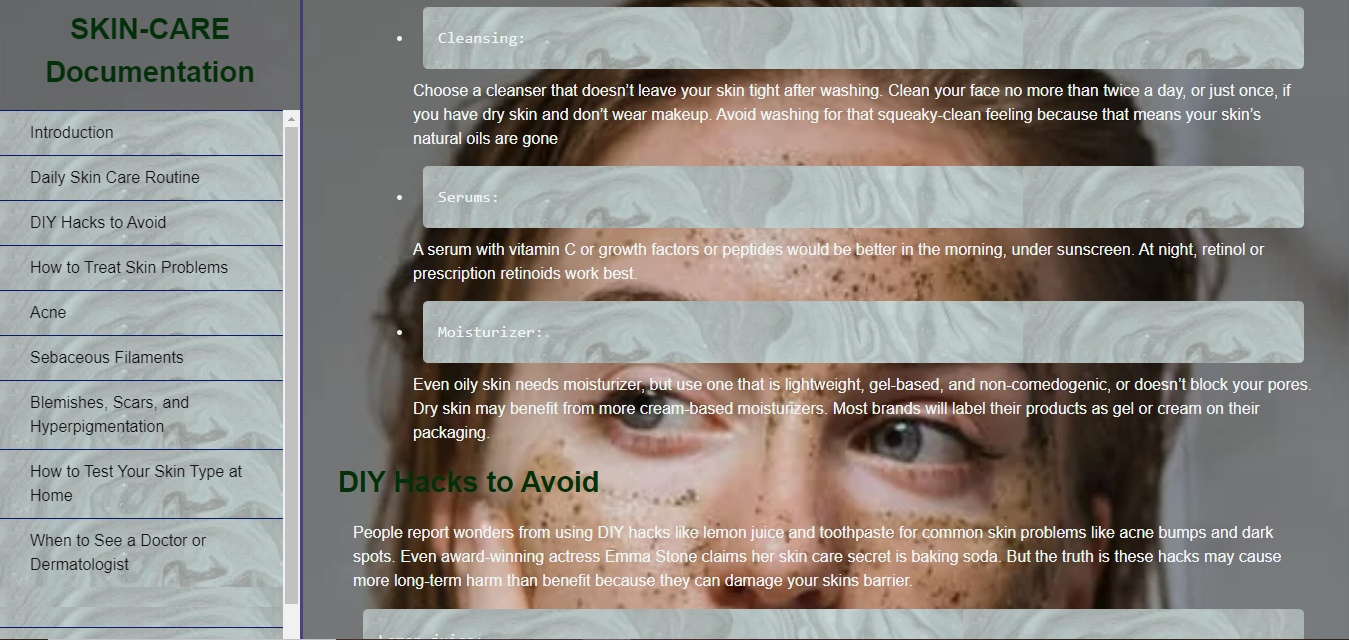 SKIN-CARE
Documentation
Introduction
Daily Skin Care Routine
DIY Hacks to Avoid
How to Treat Skin Problems
Acne
Sebaceous Filaments
Blemishes, Scars, and
Hyperpigmentation
How to Test Your Skin Type at
Home
When to See a Doctor or
Dermatologist
Cleansing:
Choose a cleanser that doesn’t leave your skin tight after washing. Clean your face no more than twice a day, or just once, if
you have dry skin and don’t wear makeup. Avoid washing for that squeaky-clean feeling because that means your skin’s
natural oils are gone
Serums:
A serum with vitamin C or growth factors or peptides would be better in the morning, under sunscreen. At night, retinol or
prescription retinoids work best.
Moisturizer:
Even oily skin needs moisturizer, but use one that is lightweight, gel-based, and non-comedogenic, or doesn’t block your pores.
Dry skin may benefit from more cream-based moisturizers. Most brands will label their products as gel or cream on their
packaging.
DIY Hacks to Avoid
People report wonders from using DIY hacks like lemon juice and toothpaste for common skin problems like acne bumps and dark
spots. Even award-winning actress Emma Stone claims her skin care secret is baking soda. But the truth is these hacks may cause
more long-term harm than benefit because they can damage your skins barrier.
Lemon juice: